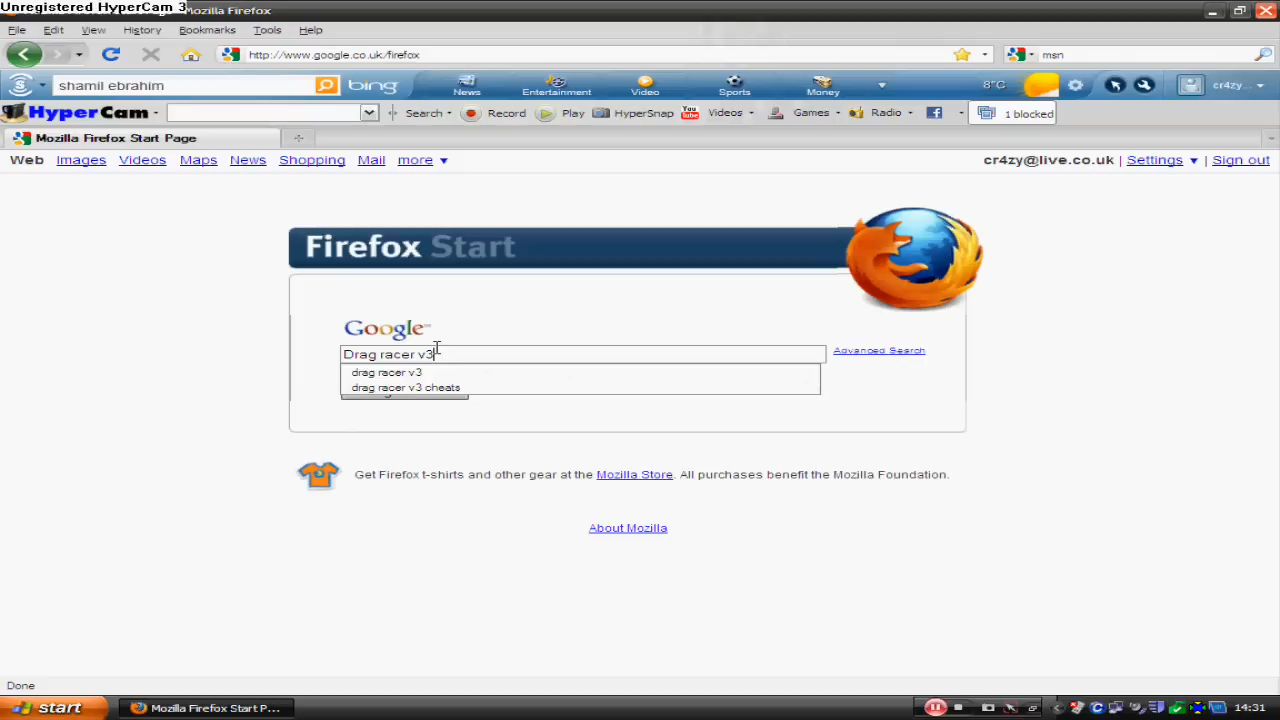 Unregistered HyperCam 3
Mozilla Firefox
File Edit View History Bookmarks Tools Help
http://www.google.co.uk/firefox
msn
shamil ebrahim
bing
News Entertainment Video Sports Money
8°C
cr4zy...
HyperCam
Search Record Play HyperSnap Videos Games Radio
1 blocked
Mozilla Firefox Start Page
Web Images Videos Maps News Shopping Mail more
cr4zy@live.co.uk | Settings | Sign out
Firefox Start
Google™
Drag racer v3
Advanced Search
drag racer v3
drag racer v3 cheats
Get Firefox t-shirts and other gear at the Mozilla Store. All purchases benefit the Mozilla Foundation.
About Mozilla
Done
start
Mozilla Firefox Start P...
14:31